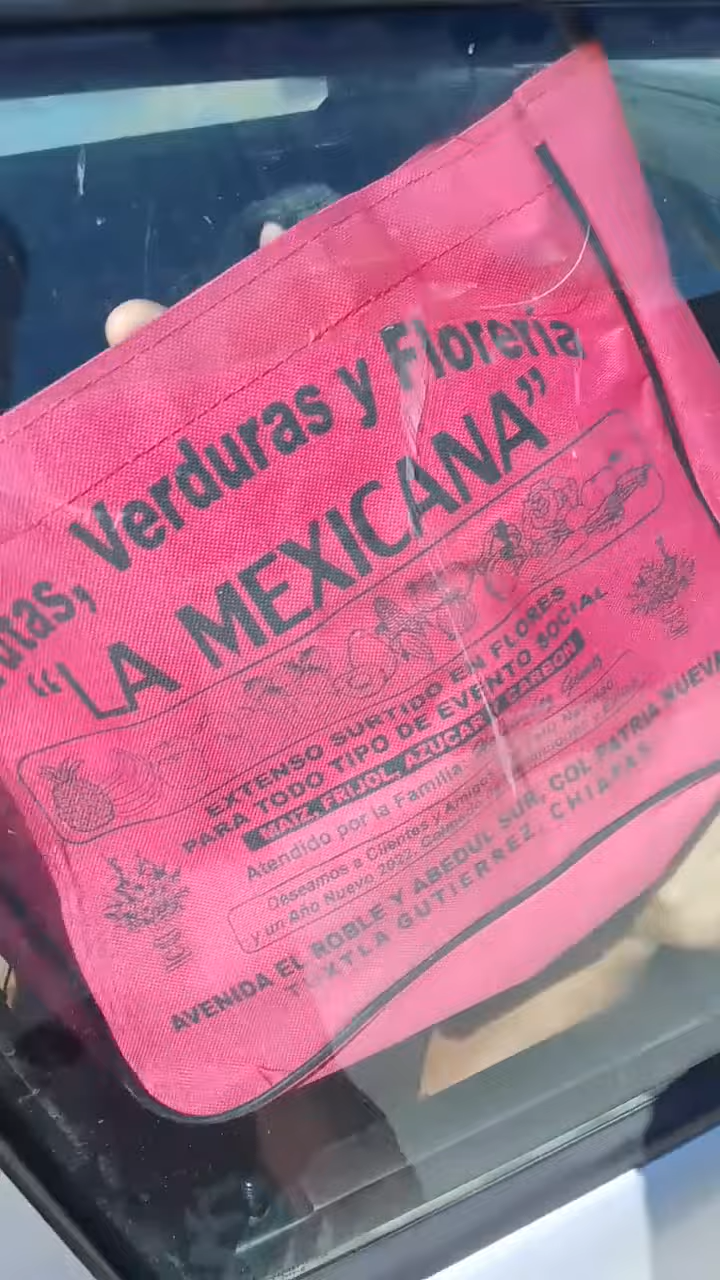 utas, Verduras y Florería
"LA MEXICANA"
EXTENSO SURTIDO EN FLORES
PARA TODO TIPO DE EVENTO SOCIAL
MAIZ, FRIJOL, AZUCAR Y CARBON
Atendido por la Familia
Deseamos a Clientes y Amigos
y un Año Nuevo 2022
AVENIDA EL ROBLE Y ABEDUL SUR, COL PATRIA NUEVA
TUXTLA GUTIERREZ, CHIAPAS